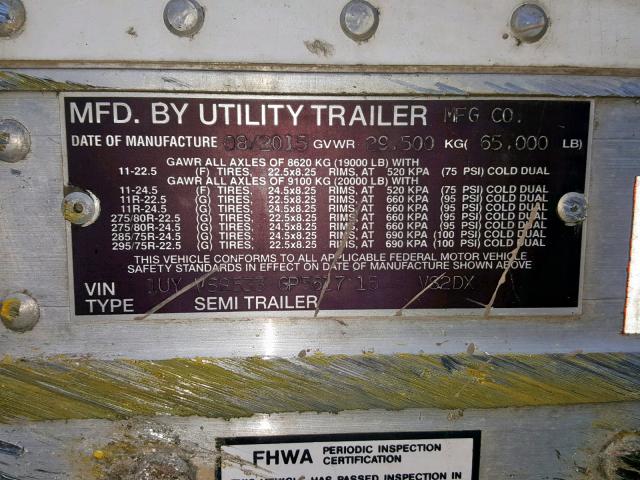 MFD. BY UTILITY TRAILER MFG CO.
DATE OF MANUFACTURE 08/2015 GVWR 29.500 KG( 65.000 LB)
GAWR ALL AXLES OF 8620 KG (19000 LB) WITH
11-22.5 (F) TIRES, 22.5x8.25 RIMS, AT 520 KPA (75 PSI) COLD DUAL
GAWR ALL AXLES OF 9100 KG (20000 LB) WITH
11-24.5 (F) TIRES, 24.5x8.25 RIMS, AT 520 KPA (75 PSI) COLD DUAL
11R-22.5 (G) TIRES, 22.5x8.25 RIMS, AT 660 KPA (95 PSI) COLD DUAL
11R-24.5 (G) TIRES, 24.5x8.25 RIMS, AT 660 KPA (95 PSI) COLD DUAL
275/80R-22.5 (G) TIRES, 22.5x8.25 RIMS, AT 660 KPA (95 PSI) COLD DUAL
275/80R-24.5 (G) TIRES, 24.5x8.25 RIMS, AT 660 KPA (95 PSI) COLD DUAL
285/75R-24.5 (G) TIRES, 24.5x8.25 RIMS, AT 690 KPA (100 PSI) COLD DUAL
295/75R-22.5 (G) TIRES, 22.5x8.25 RIMS, AT 690 KPA (100 PSI) COLD DUAL
THIS VEHICLE CONFORMS TO ALL APPLICABLE FEDERAL MOTOR VEHICLE
SAFETY STANDARDS IN EFFECT ON DATE OF MANUFACTURE SHOWN ABOVE.
VIN 1UY VS2DX
TYPE SEMI TRAILER
FHWA PERIODIC INSPECTION
CERTIFICATION
THIS VEHICLE HAS PASSED INSPECTION IN